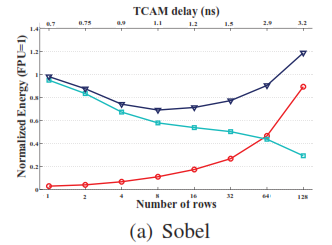 TCAM delay (ns)
0.7 0.75 0.9 1.1 1.2 1.5 2.9 3.2
Normalized Energy (FPU=1)
1.4
1.2
1
0.8
0.6
0.4
0.2
0
1 2 4 8 16 32 64 128
Number of rows
(a) Sobel